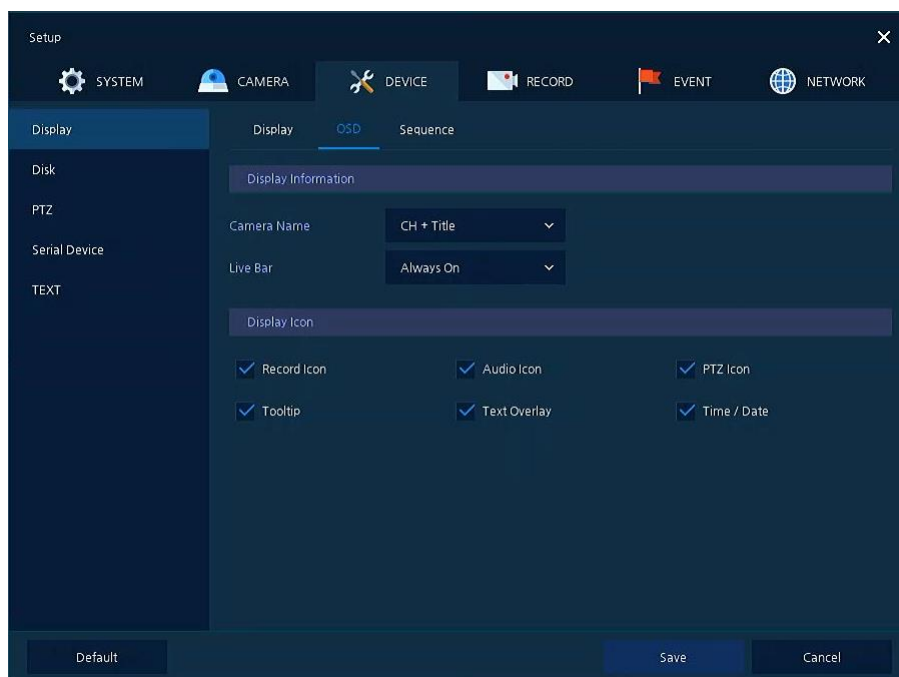 Setup
SYSTEM CAMERA DEVICE RECORD EVENT NETWORK
Display
Disk
PTZ
Serial Device
TEXT
Display OSD Sequence
Display Information
Camera Name CH + Title
Live Bar Always On
Display Icon
Record Icon Audio Icon PTZ Icon
Tooltip Text Overlay Time / Date
Default Save Cancel